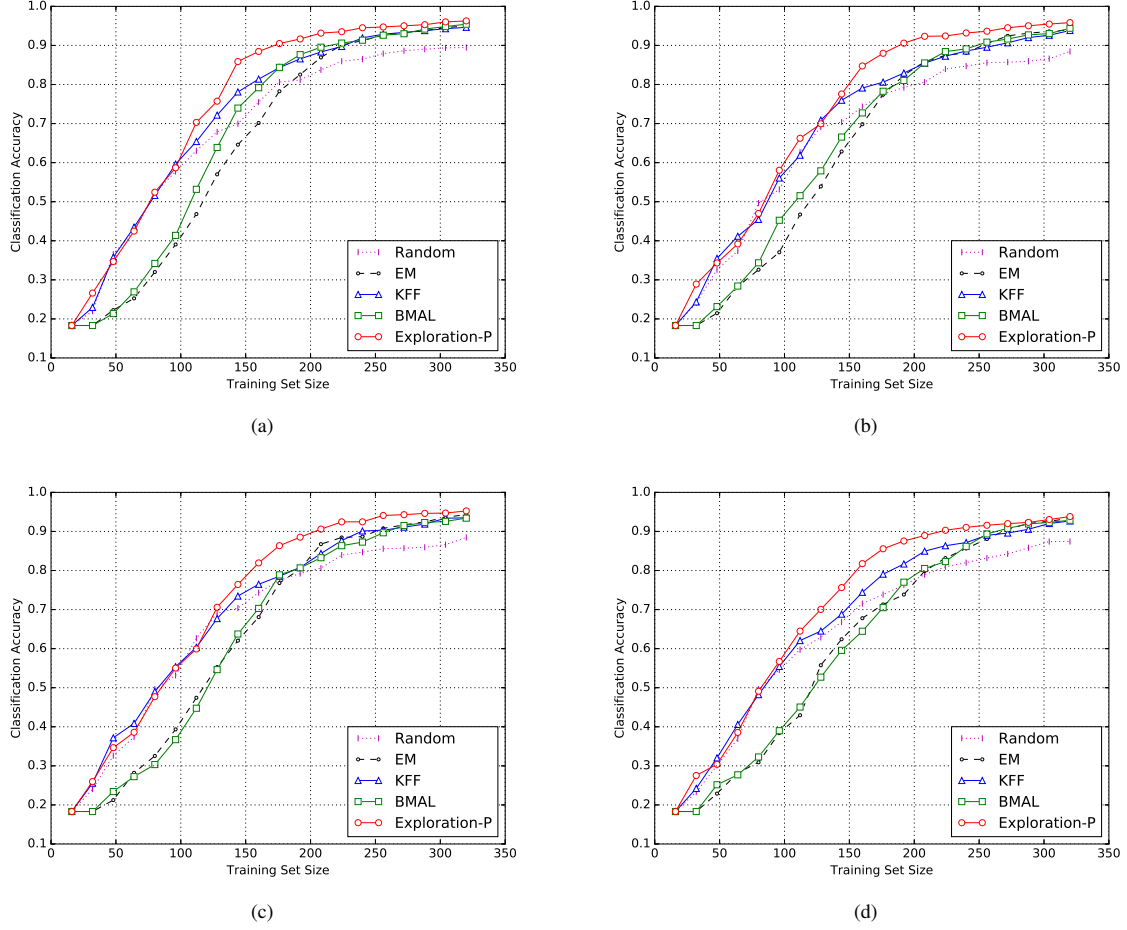 1.0
0.9
0.8
0.7
0.6
0.5
0.4
0.3
0.2
0.1
Classification Accuracy
0 50 100 150 200 250 300 350
Training Set Size
Random
EM
KFF
BMAL
Exploration-P
(a)
1.0
0.9
0.8
0.7
0.6
0.5
0.4
0.3
0.2
0.1
Classification Accuracy
0 50 100 150 200 250 300 350
Training Set Size
Random
EM
KFF
BMAL
Exploration-P
(b)
1.0
0.9
0.8
0.7
0.6
0.5
0.4
0.3
0.2
0.1
Classification Accuracy
0 50 100 150 200 250 300 350
Training Set Size
Random
EM
KFF
BMAL
Exploration-P
(c)
1.0
0.9
0.8
0.7
0.6
0.5
0.4
0.3
0.2
0.1
Classification Accuracy
0 50 100 150 200 250 300 350
Training Set Size
Random
EM
KFF
BMAL
Exploration-P
(d)